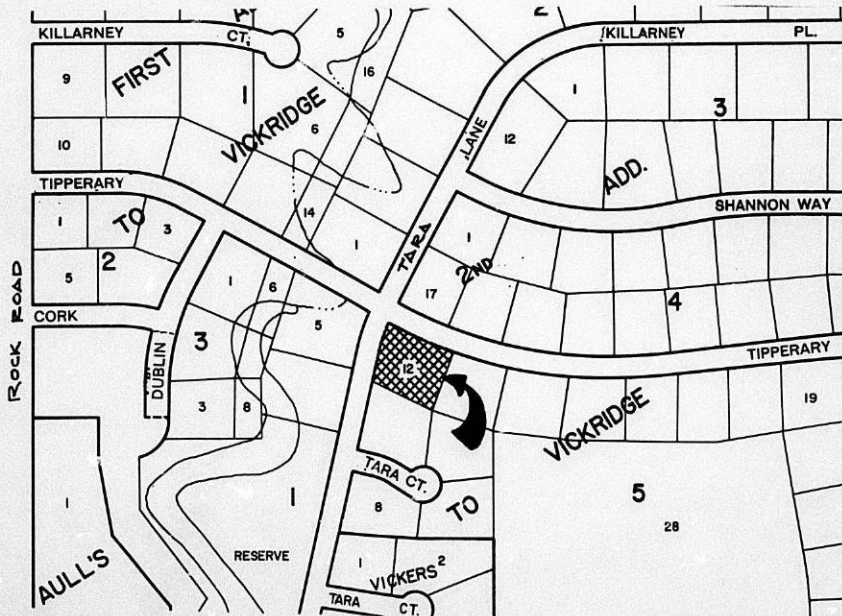 KILLARNEY
CT.
5
2
KILLARNEY
PL.
9
FIRST
1
16
1
3
VICKRIDGE
6
LANE
12
10
ADD.
TIPPERARY
1
TO
3
14
1
TARA
1
SHANNON WAY
2
5
1
6
17
2ND
4
ROCK ROAD
CORK
3
5
DUBLIN
12
TIPPERARY
3
8
19
VICKRIDGE
1
1
TARA CT.
8
TO
5
28
AULL'S
RESERVE
1
VICKERS 2
TARA
CT.